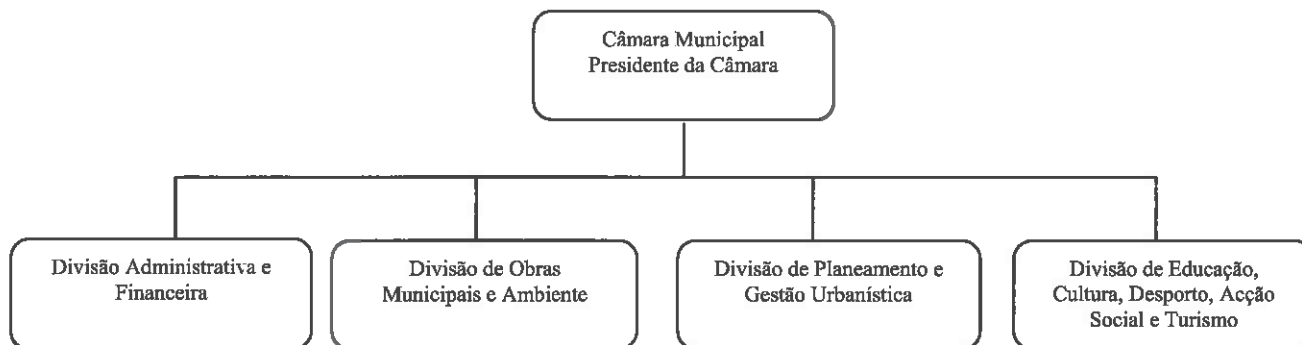 Câmara Municipal
Presidente da Câmara
Divisão Administrativa e
Financeira
Divisão de Obras
Municipais e Ambiente
Divisão de Planeamento e
Gestão Urbanística
Divisão de Educação,
Cultura, Desporto, Acção
Social e Turismo